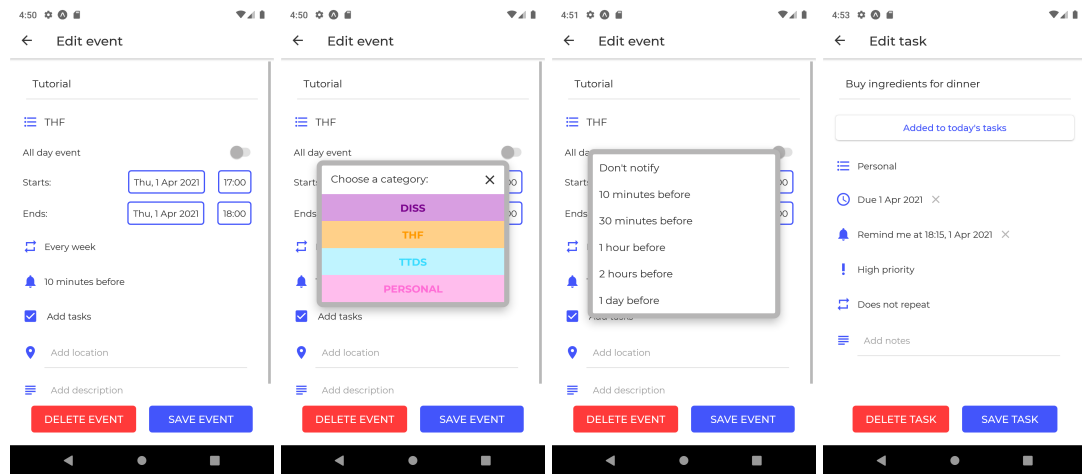 4:50
Edit event
Tutorial
THF
All day event
Starts: Thu, 1 Apr 2021 17:00
Ends: Thu, 1 Apr 2021 18:00
Every week
10 minutes before
Add tasks
Add location
Add description
DELETE EVENT SAVE EVENT
4:50
Edit event
Tutorial
THF
All day event
Choose a category:
DISS
THF
TTDS
PERSONAL
Add tasks
Add location
Add description
DELETE EVENT SAVE EVENT
4:51
Edit event
Tutorial
THF
Don't notify
10 minutes before
30 minutes before
1 hour before
2 hours before
1 day before
Add location
Add description
DELETE EVENT SAVE EVENT
4:53
Edit task
Buy ingredients for dinner
Added to today's tasks
Personal
Due 1 Apr 2021
Remind me at 18:15, 1 Apr 2021
High priority
Does not repeat
Add notes
DELETE TASK SAVE TASK